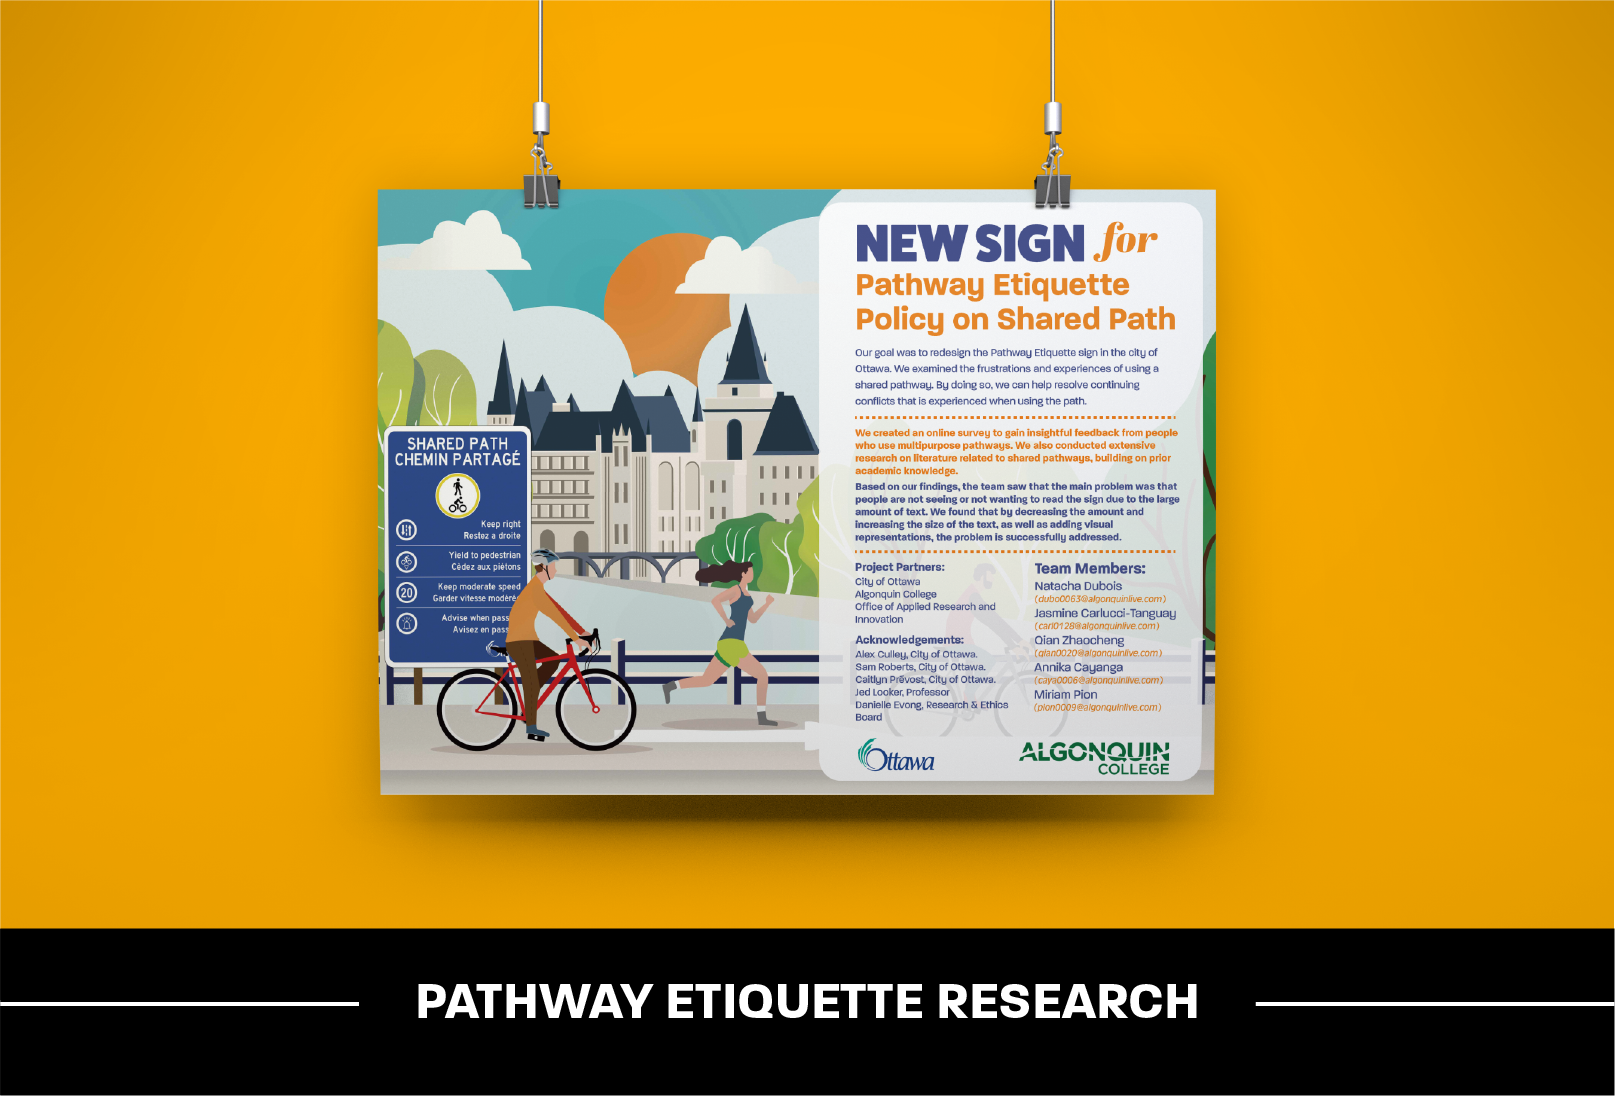 NEW SIGN for
Pathway Etiquette
Policy on Shared Path
Our goal was to redesign the Pathway Etiquette sign in the city of
Ottawa. We examined the frustrations and experiences of using a
shared pathway. By doing so, we can help resolve continuing
conflicts that is experienced when using the path.
We created an online survey to gain insightful feedback from people
who use multipurpose pathways. We also conducted extensive
research on literature related to shared pathways, building on prior
academic knowledge.
Based on our findings, the team saw that the main problem was that
people are not seeing or not wanting to read the sign due to the large
amount of text. We found that by decreasing the amount and
increasing the size of the text, as well as adding visual
representations, the problem is successfully addressed.
Project Partners:
City of Ottawa
Algonquin College
Office of Applied Research and
Innovation
Acknowledgements:
Alex Culley, City of Ottawa.
Sam Roberts, City of Ottawa.
Caitlyn Prévost, City of Ottawa.
Jed Looker, Professor
Danielle Evong, Research & Ethics
Board
Team Members:
Natacha Dubois
(dubo0063@algonquinlive.com)
Jasmine Carlucci-Tanguay
(carl0128@algonquinlive.com)
Qian Zhaocheng
(qian0020@algonquinlive.com)
Annika Cayanga
(caya0006@algonquinlive.com)
Miriam Pion
(pion0009@algonquinlive.com)
Ottawa
ALGONQUIN
COLLEGE
SHARED PATH
CHEMIN PARTAGÉ
Keep right
Restez a droite
Yield to pedestrian
Cédez aux piétons
20
Keep moderate speed
Garder vitesse modérée
Advise when pass
Avisez en pass
PATHWAY ETIQUETTE RESEARCH